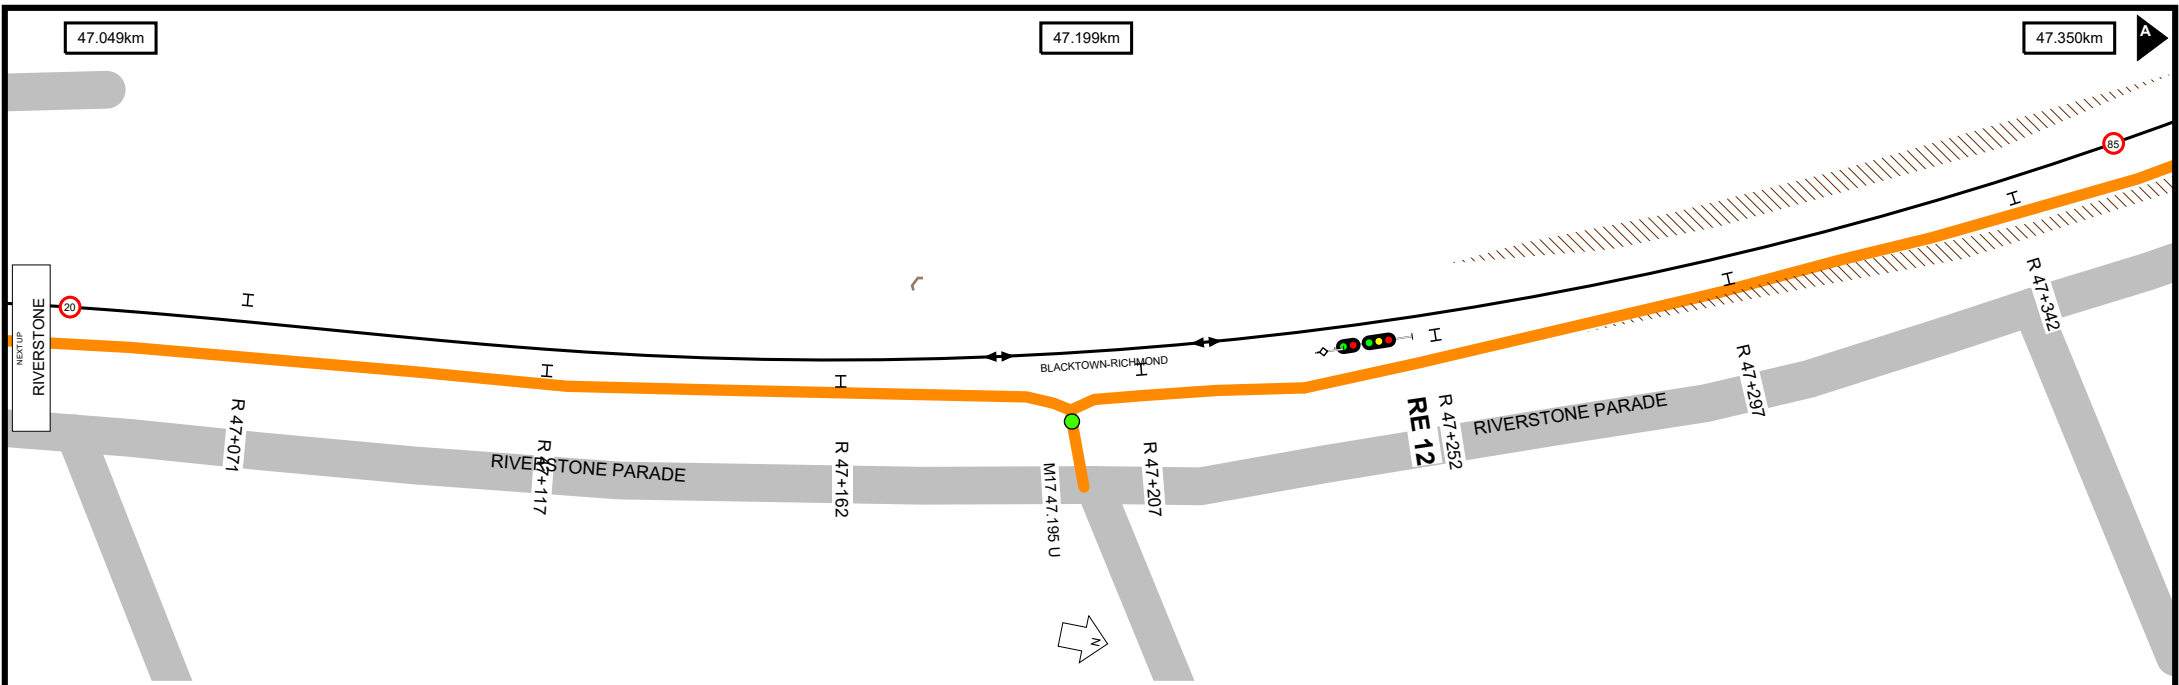 47.049km
47.199km
47.350km
A
85
20
NEXT UP
RIVERSTONE
BLACKTOWN-RICHMOND
R 47+071
RIVERSTONE PARADE
R 47+117
R 47+162
M17 47.195 U
R 47+207
RE 12
R 47+252
RIVERSTONE PARADE
R 47+297
R 47+342
N